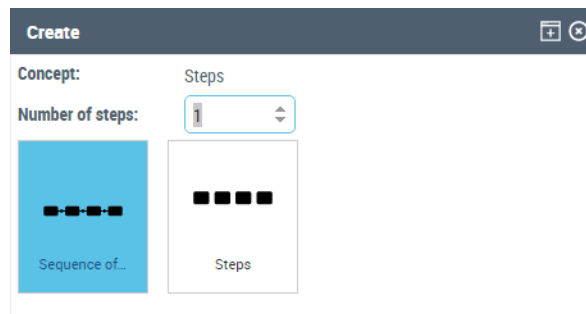 Create
Concept: Steps
Number of steps: 1
Sequence of... Steps